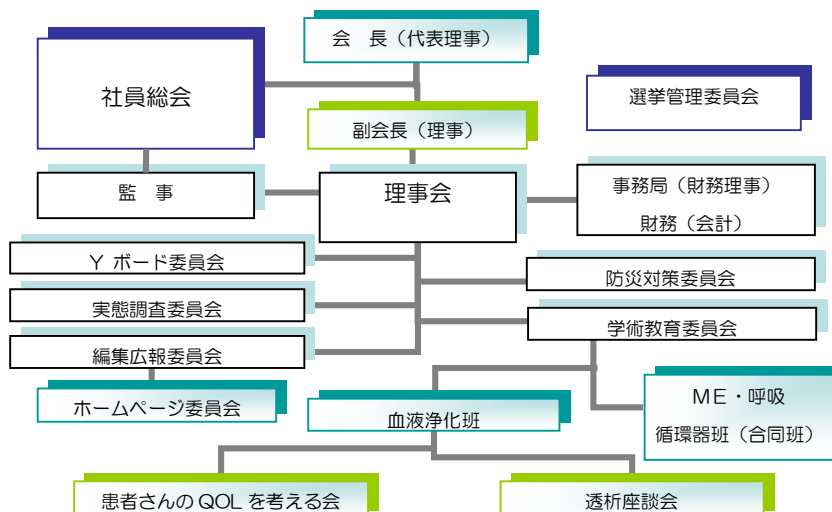 会　長（代表理事）
社員総会
選挙管理委員会
副会長（理事）
監　事
理事会
事務局（財務理事）
財務（会計）
Y ボード委員会
防災対策委員会
実態調査委員会
学術教育委員会
編集広報委員会
ホームページ委員会
血液浄化班
ME・呼吸
循環器班（合同班）
患者さんの QOL を考える会
透析座談会